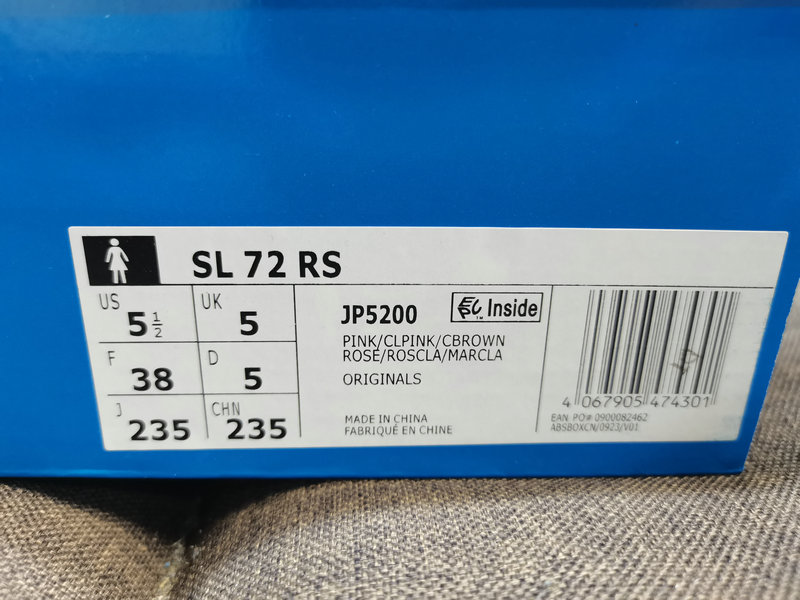 SL 72 RS
US 5½
UK 5
F 38
D 5
J 235
CHN 235
JP5200
Inside
PINK/CLPINK/CBROWN
ROSÉ/ROSCLA/MARCLA
ORIGINALS
MADE IN CHINA
FABRIQUÉ EN CHINE
4 067905 474301
EAN PO# 0900082462
ABSBOXCN/0923/V01